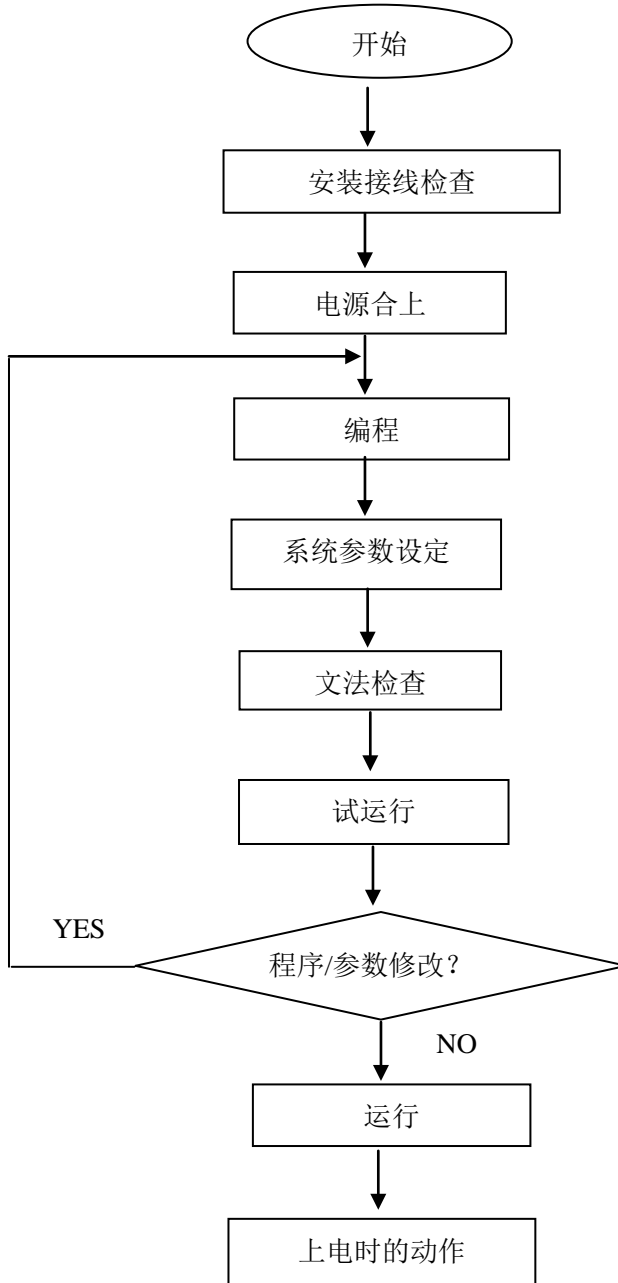 开始
安装接线检查
电源合上
编程
系统参数设定
文法检查
试运行
YES
程序/参数修改？
NO
运行
上电时的动作